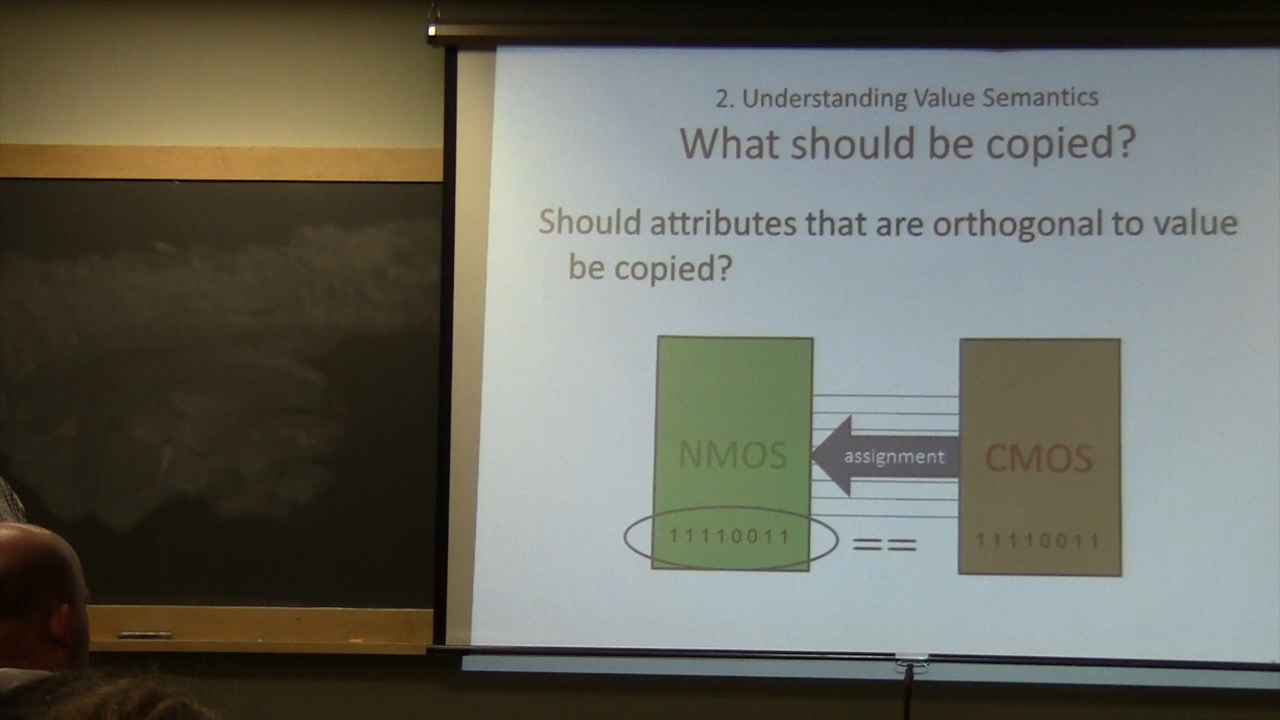 2. Understanding Value Semantics
What should be copied?
Should attributes that are orthogonal to value
be copied?
NMOS
assignment
CMOS
11110011
==
11110011